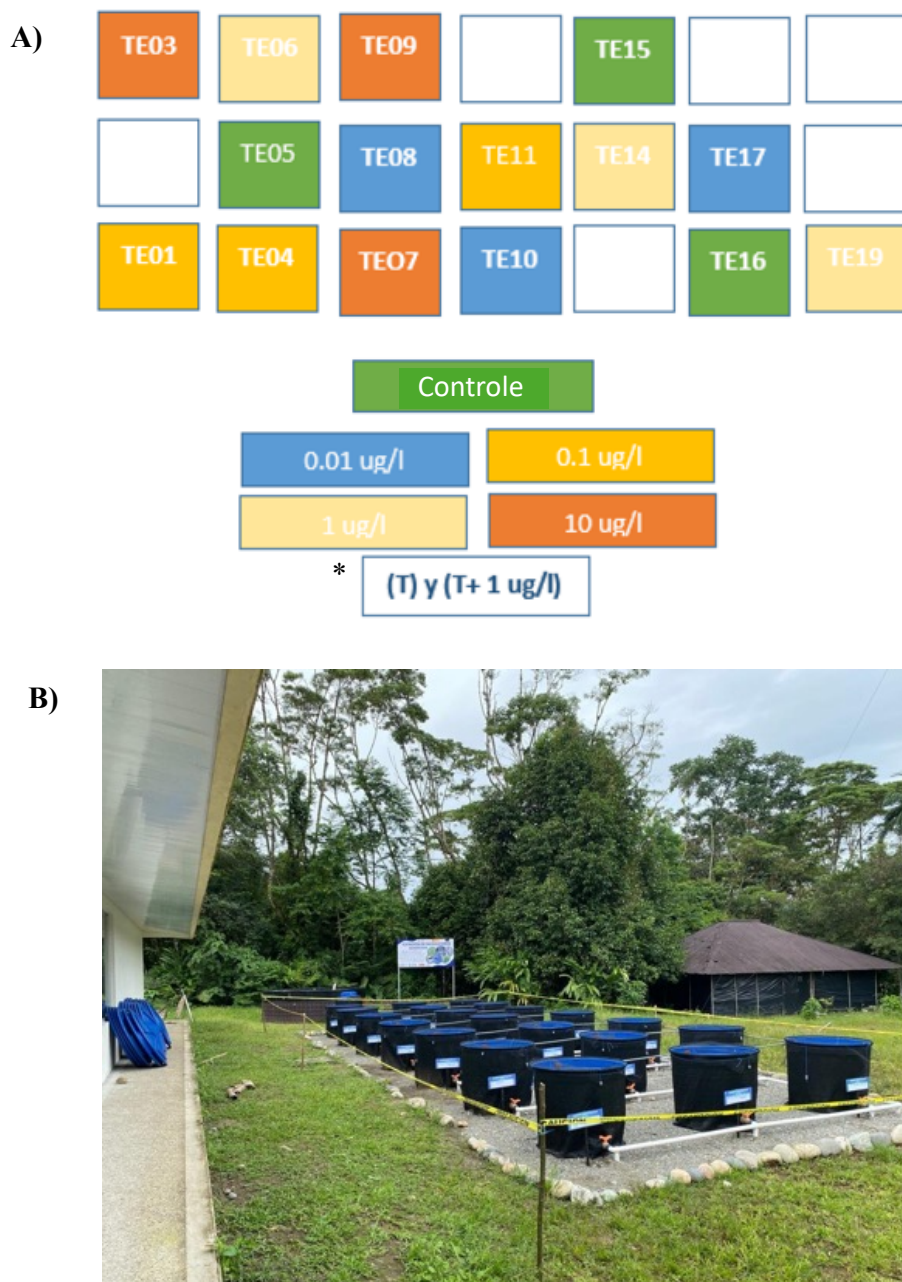 A)
TE03 TE06 TE09 TE15
TE05 TE08 TE11 TE14 TE17
TE01 TE04 TEO7 TE10 TE16 TE19
Controle
0.01 ug/l 0.1 ug/l
1 ug/l 10 ug/l
* (T) y (T+ 1 ug/l)
B)